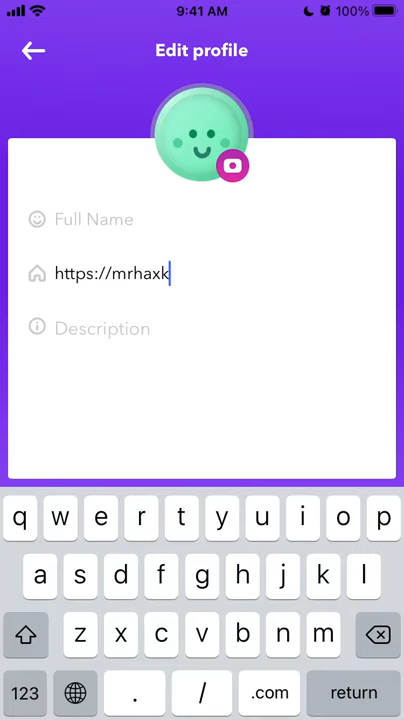 9:41 AM
100%
Edit profile
Full Name
https://mrhaxk
Description
q w e r t y u i o p
a s d f g h j k l
z x c v b n m
123 . / .com return